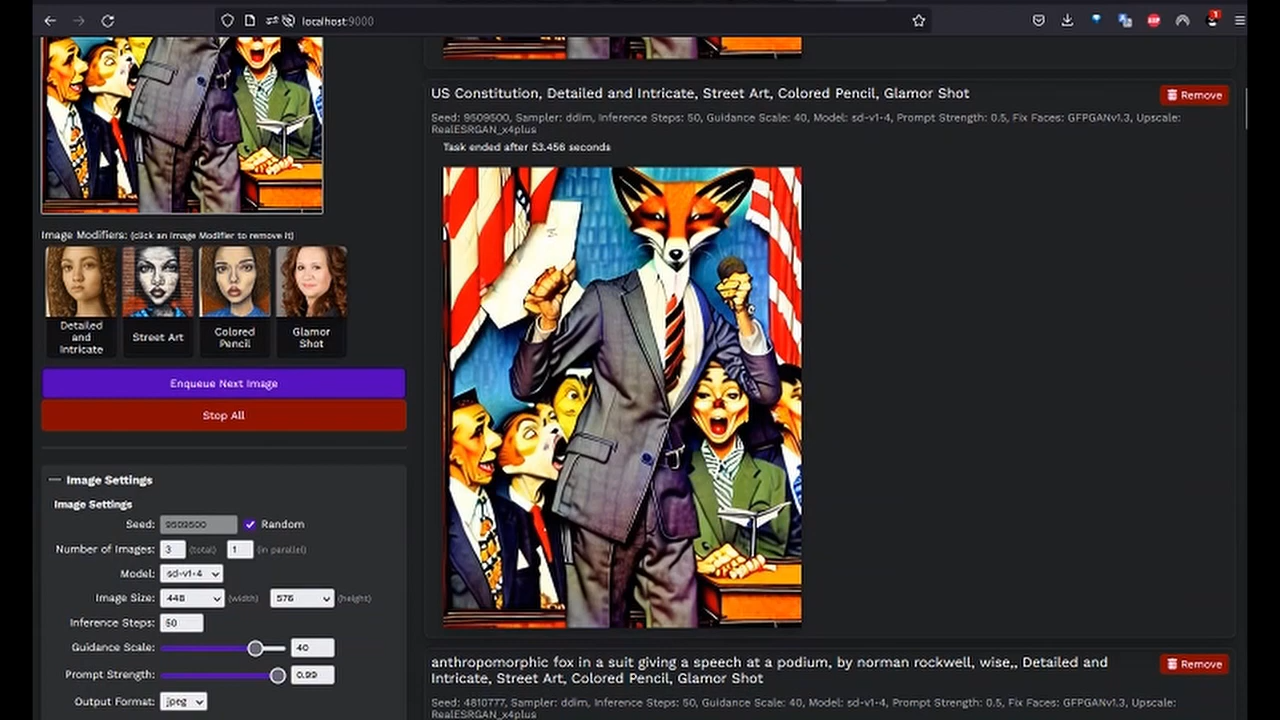 localhost:9000
1
US Constitution, Detailed and Intricate, Street Art, Colored Pencil, Glamor Shot
Remove
Seed: 9509500, Sampler: ddim, Inference Steps: 50, Guidance Scale: 40, Model: sd-v1-4, Prompt Strength: 0.5, Fix Faces: GFPGANv1.3, Upscale:
RealESRGAN_x4plus
Task ended after 53.456 seconds
Image Modifiers: (click an Image Modifier to remove it)
Detailed
and
Intricate
Street Art
Colored
Pencil
Glamor
Shot
Enqueue Next Image
Stop All
Image Settings
Image Settings
Seed: 9509500 Random
Number of Images: 3 (total) 1 (in parallel)
Model: sd-v1-4
Image Size: 448 (width) 576 (height)
Inference Steps: 50
Guidance Scale: 40
Prompt Strength: 0.99
Output Format: jpeg
anthropomorphic fox in a suit giving a speech at a podium, by norman rockwell, wise,, Detailed and
Intricate, Street Art, Colored Pencil, Glamor Shot
Remove
Seed: 4810777, Sampler: ddim, Inference Steps: 50, Guidance Scale: 40, Model: sd-v1-4, Prompt Strength: 0.5, Fix Faces: GFPGANv1.3, Upscale:
RealESRGAN_x4plus